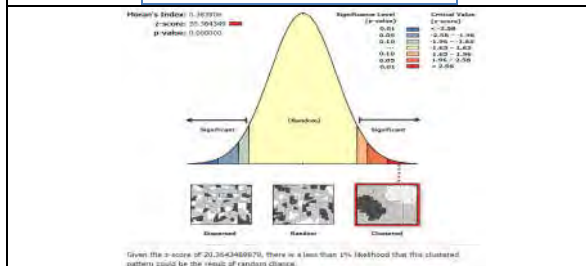 Moran's Index: 0.363906
z-score: 20.364349
p-value: 0.000000
Significance Level
(p-value)
Critical Value
(z-score)
0.01 < -2.58
0.05 -2.58 - -1.96
0.10 -1.96 - -1.65
--- -1.65 - 1.65
0.10 1.65 - 1.96
0.05 1.96 - 2.58
0.01 > 2.58
(Random)
Significant Significant
Dispersed Random Clustered
Given the z-score of there is a less than 1% likelihood that this clustered
pattern could be the result of random chance.